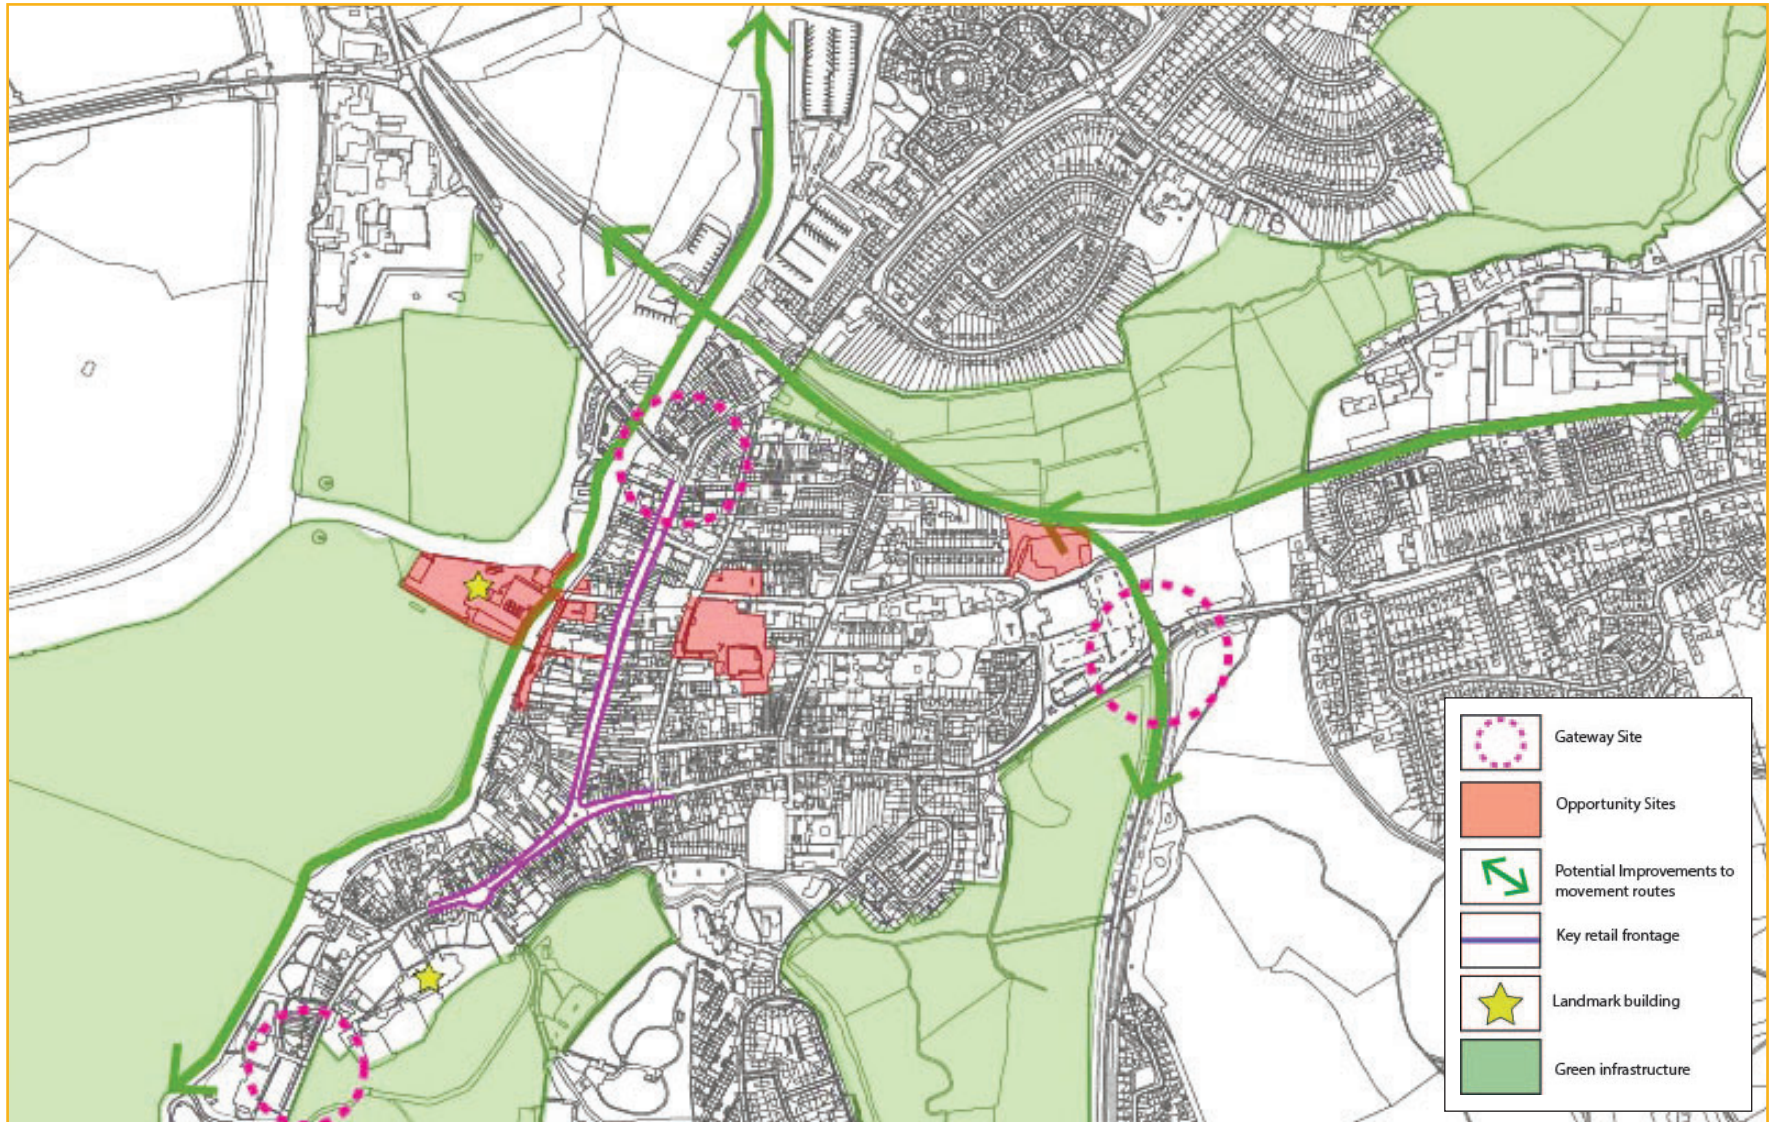 Gateway Site
Opportunity Sites
Potential Improvements to
movement routes
Key retail frontage
Landmark building
Green infrastructure